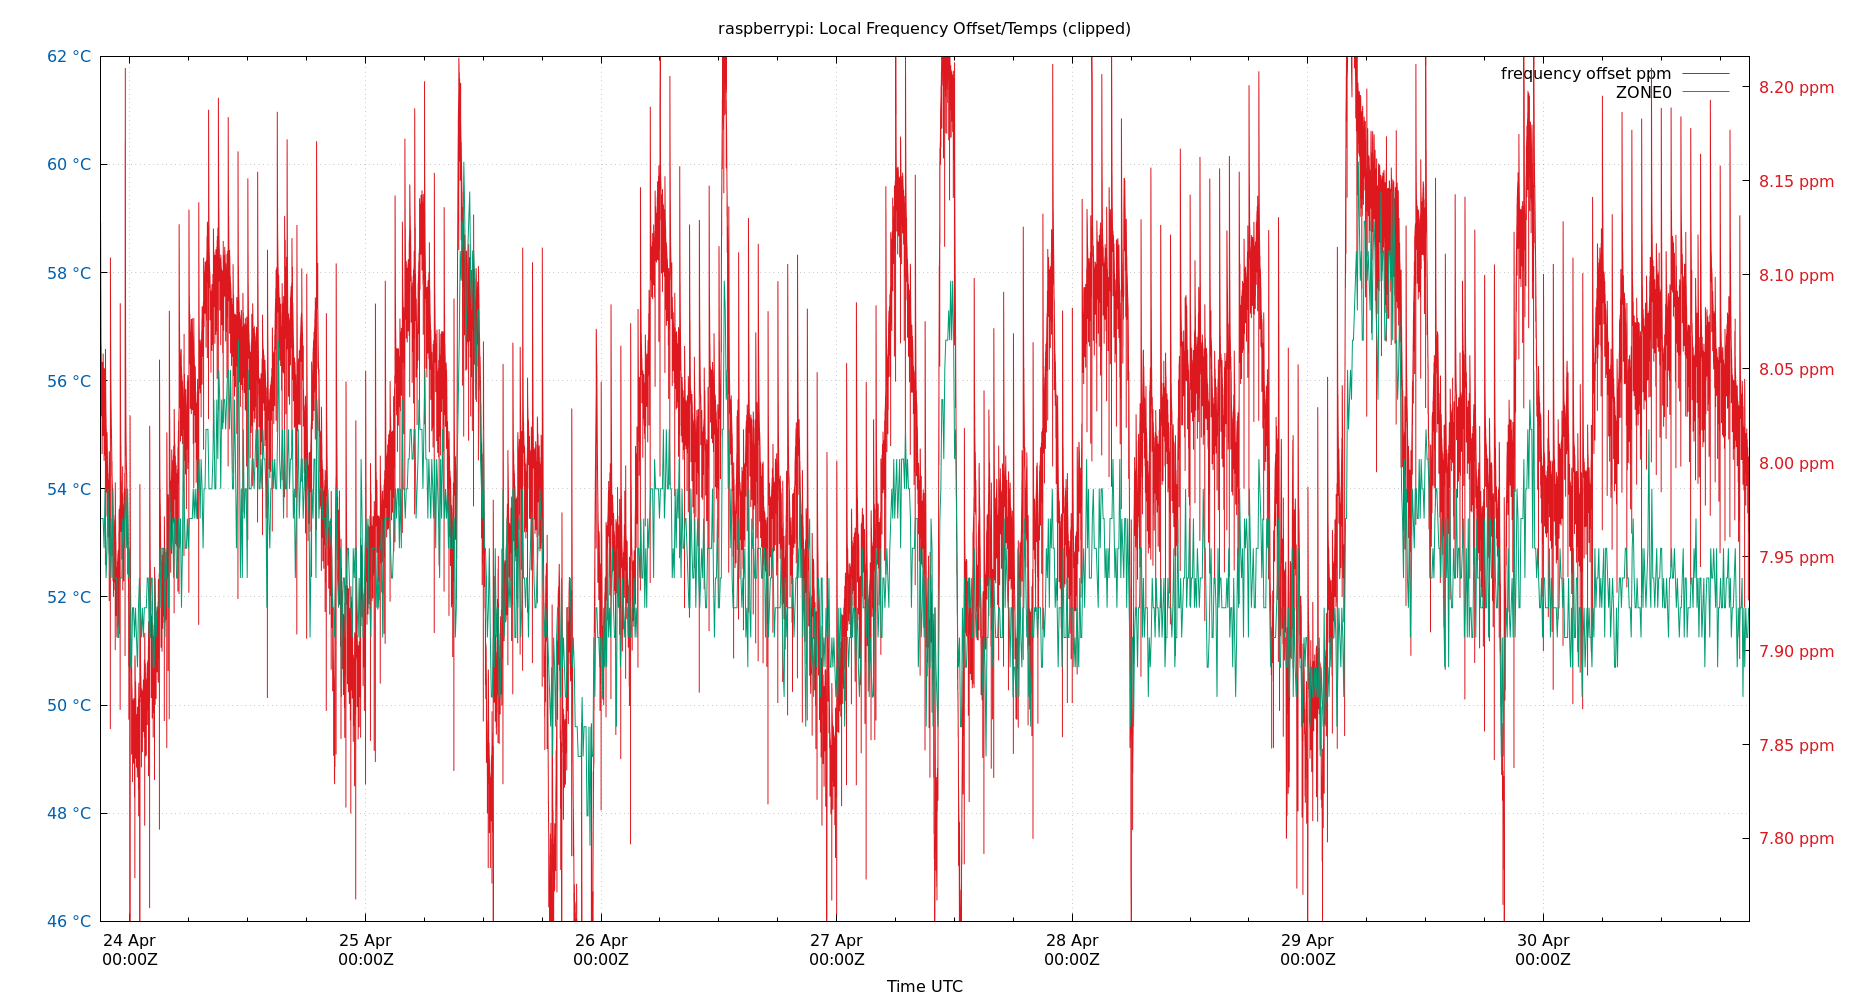 raspberrypi: Local Frequency Offset/Temps (clipped)
frequency offset ppm
ZONE0
62 °C
60 °C
58 °C
56 °C
54 °C
52 °C
50 °C
48 °C
46 °C
8.20 ppm
8.15 ppm
8.10 ppm
8.05 ppm
8.00 ppm
7.95 ppm
7.90 ppm
7.85 ppm
7.80 ppm
24 Apr
00:00Z
25 Apr
00:00Z
26 Apr
00:00Z
27 Apr
00:00Z
28 Apr
00:00Z
29 Apr
00:00Z
30 Apr
00:00Z
Time UTC